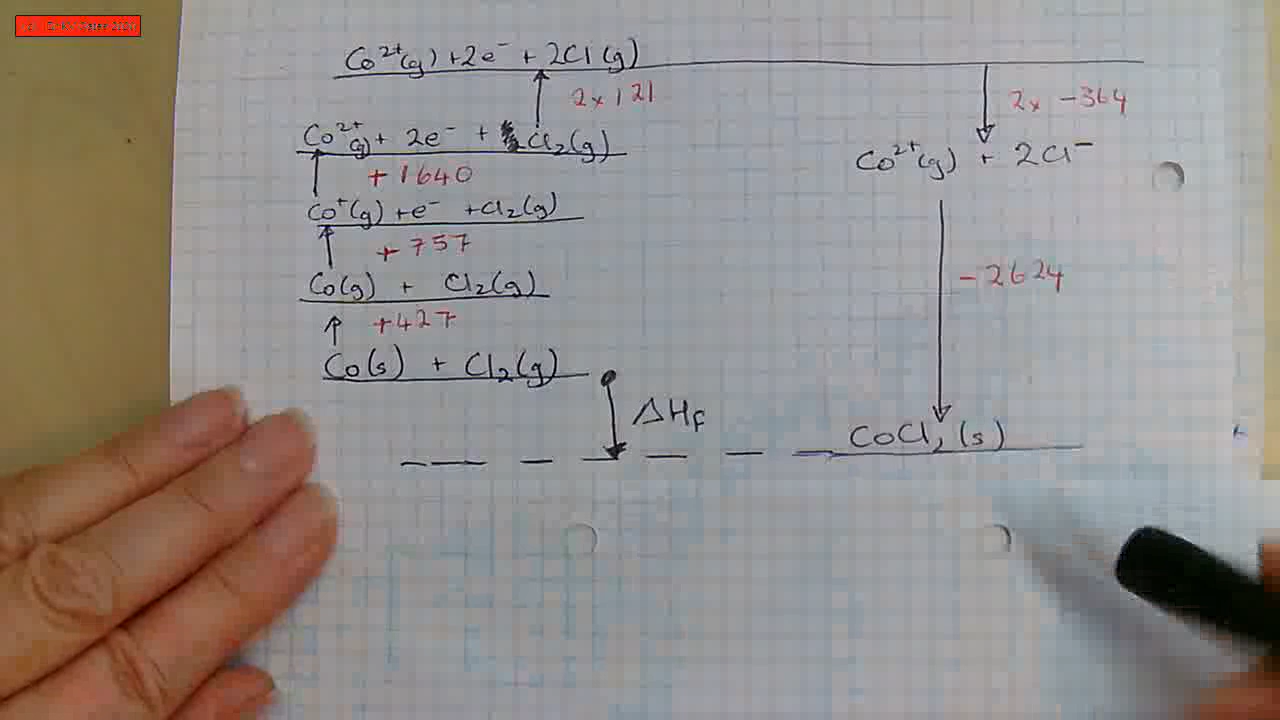 Co²⁺(g) + 2e⁻ + 2Cl(g)
2 x 121
2x -364
Co²⁺(g) + 2e⁻ + Cl₂(g)
Co²⁺(g) + 2Cl⁻
+1640
Co⁺(g) + e⁻ + Cl₂(g)
+757
-2624
Co(g) + Cl₂(g)
+427
Co(s) + Cl₂(g)
ΔHf
CoCl₂(s)